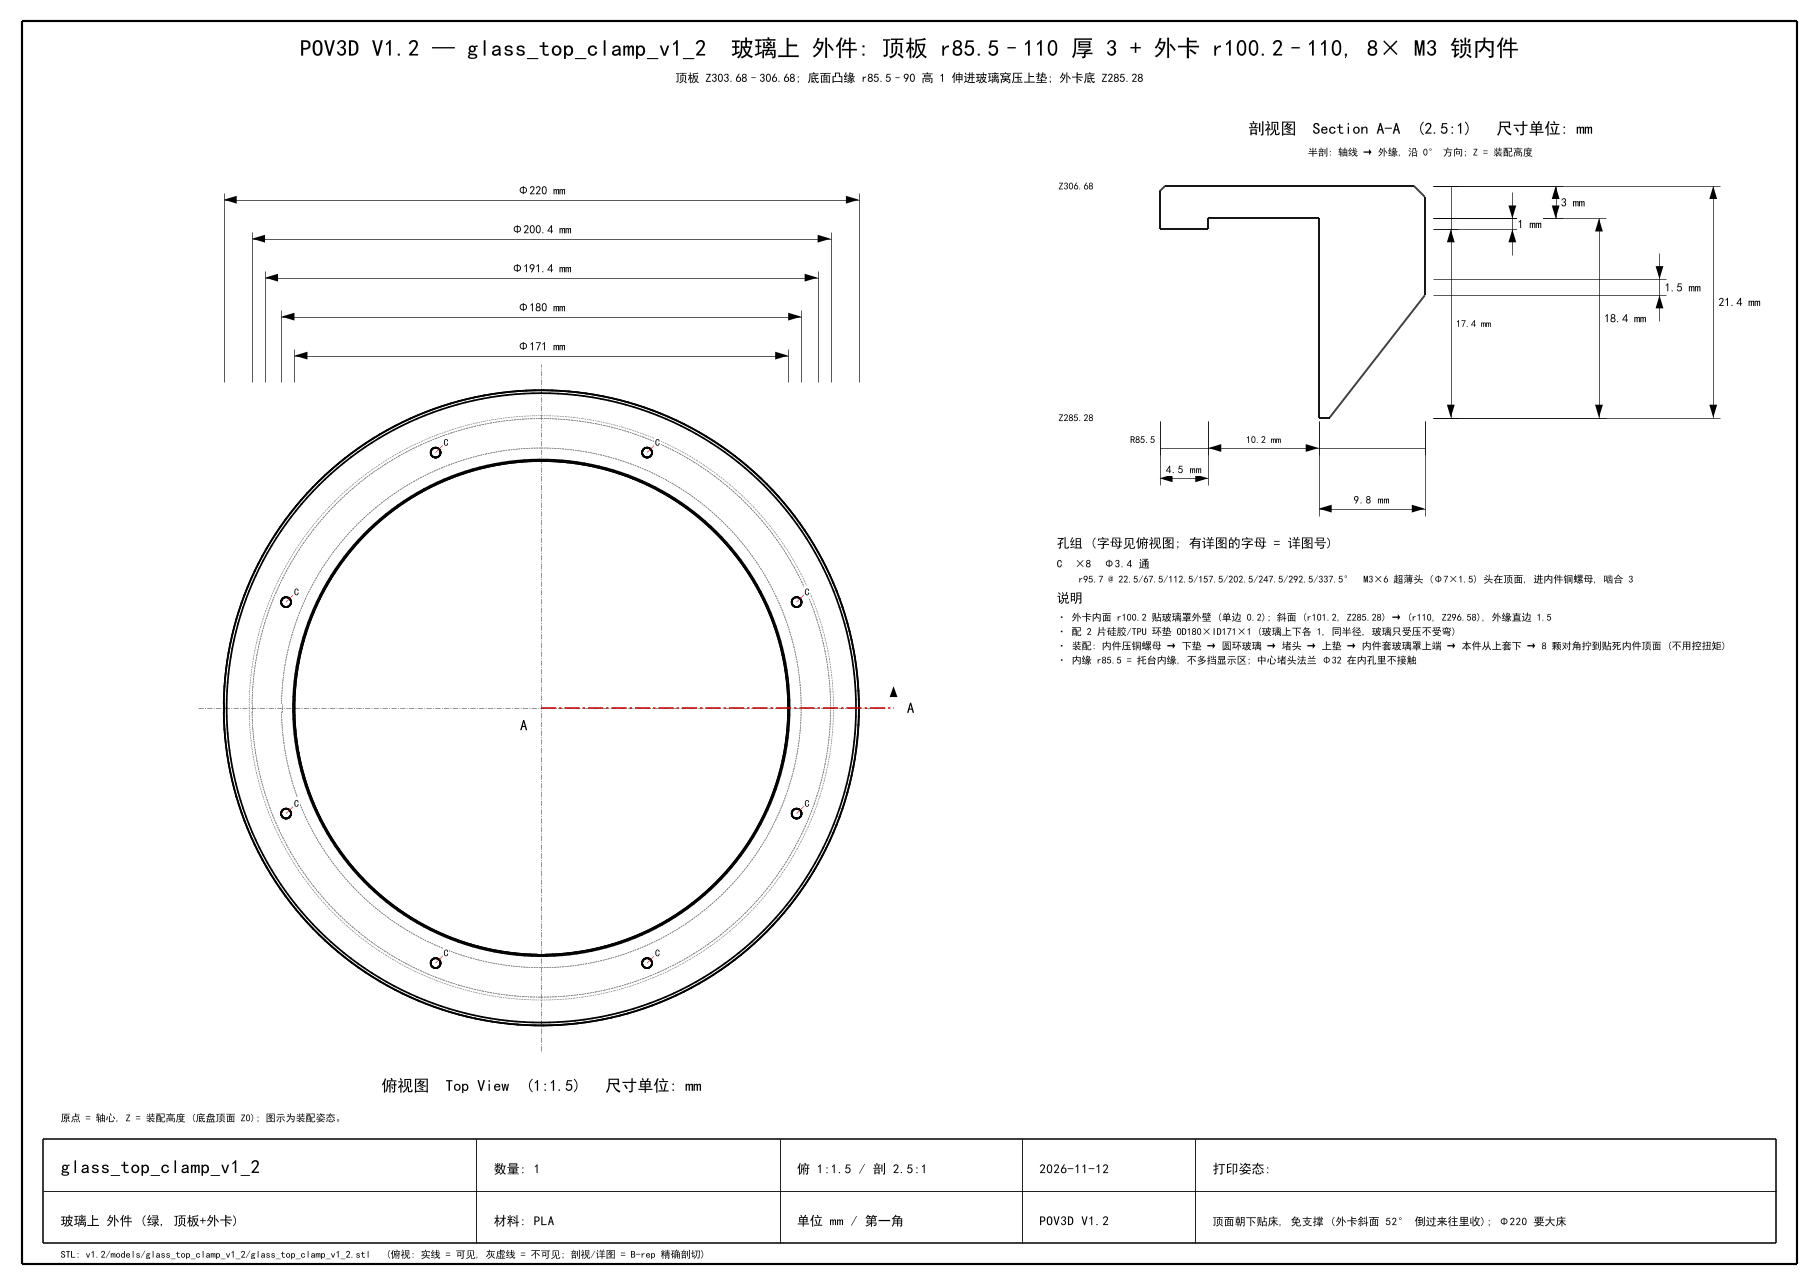 POV3D V1.2 — glass_top_clamp_v1_2  玻璃上 外件: 顶板 r85.5–110 厚 3 + 外卡 r100.2–110, 8× M3 锁内件
顶板 Z303.68–306.68; 底面凸缘 r85.5–90 高 1 伸进玻璃窝压上垫; 外卡底 Z285.28
剖视图  Section A-A  (2.5:1)   尺寸单位: mm
半剖: 轴线 → 外缘, 沿 0° 方向; Z = 装配高度
Φ220 mm
Φ200.4 mm
Φ191.4 mm
Φ180 mm
Φ171 mm
Z306.68
3 mm
1 mm
1.5 mm
21.4 mm
18.4 mm
17.4 mm
Z285.28
R85.5
10.2 mm
4.5 mm
9.8 mm
C
C
C
C
C
C
C
C
A
A
孔组 (字母见俯视图; 有详图的字母 = 详图号)
C  ×8  Φ3.4 通
r95.7 @ 22.5/67.5/112.5/157.5/202.5/247.5/292.5/337.5°  M3×6 超薄头 (Φ7×1.5) 头在顶面, 进内件铜螺母, 啮合 3
说明
· 外卡内面 r100.2 贴玻璃罩外壁 (单边 0.2); 斜面 (r101.2, Z285.28) → (r110, Z296.58), 外缘直边 1.5
· 配 2 片硅胶/TPU 环垫 OD180×ID171×1 (玻璃上下各 1, 同半径, 玻璃只受压不受弯)
· 装配: 内件压铜螺母 → 下垫 → 圆环玻璃 → 堵头 → 上垫 → 内件套玻璃罩上端 → 本件从上套下 → 8 颗对角拧到贴死内件顶面 (不用控扭矩)
· 内缘 r85.5 = 托台内缘, 不多挡显示区; 中心堵头法兰 Φ32 在内孔里不接触
俯视图  Top View  (1:1.5)   尺寸单位: mm
原点 = 轴心, Z = 装配高度 (底盘顶面 Z0); 图示为装配姿态。
glass_top_clamp_v1_2
数量: 1
俯 1:1.5 / 剖 2.5:1
2026-11-12
打印姿态:
玻璃上 外件 (绿, 顶板+外卡)
材料: PLA
单位 mm / 第一角
POV3D V1.2
顶面朝下贴床, 免支撑 (外卡斜面 52° 倒过来往里收); Φ220 要大床
STL: v1.2/models/glass_top_clamp_v1_2/glass_top_clamp_v1_2.stl  (俯视: 实线 = 可见, 灰虚线 = 不可见; 剖视/详图 = B-rep 精确剖切)